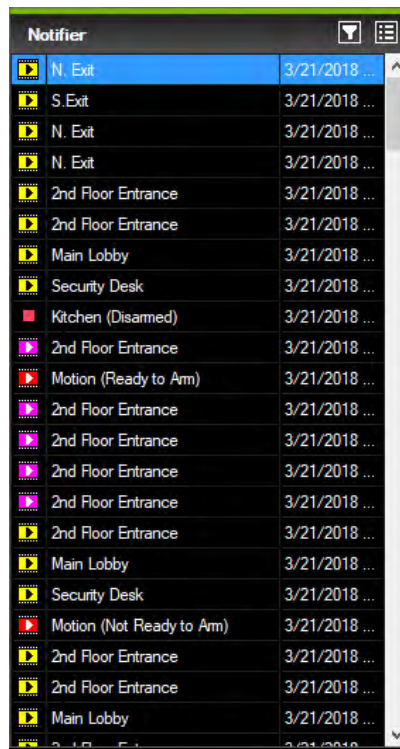 Notifier
N. Exit 3/21/2018 ...
S.Exit 3/21/2018 ...
N. Exit 3/21/2018 ...
N. Exit 3/21/2018 ...
2nd Floor Entrance 3/21/2018 ...
2nd Floor Entrance 3/21/2018 ...
Main Lobby 3/21/2018 ...
Security Desk 3/21/2018 ...
Kitchen (Disarmed) 3/21/2018 ...
2nd Floor Entrance 3/21/2018 ...
Motion (Ready to Arm) 3/21/2018 ...
2nd Floor Entrance 3/21/2018 ...
2nd Floor Entrance 3/21/2018 ...
2nd Floor Entrance 3/21/2018 ...
2nd Floor Entrance 3/21/2018 ...
2nd Floor Entrance 3/21/2018 ...
Main Lobby 3/21/2018 ...
Security Desk 3/21/2018 ...
Motion (Not Ready to Arm) 3/21/2018 ...
2nd Floor Entrance 3/21/2018 ...
2nd Floor Entrance 3/21/2018 ...
Main Lobby 3/21/2018 ...